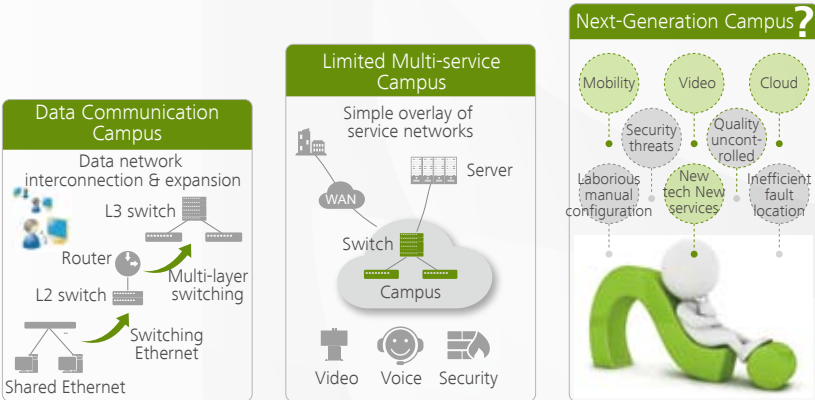 Data Communication
Campus
Data network
interconnection & expansion
L3 switch
Router
Multi-layer
switching
L2 switch
Switching
Ethernet
Shared Ethernet
Limited Multi-service
Campus
Simple overlay of
service networks
Server
WAN
Switch
Campus
Video
Voice
Security
Next-Generation Campus?
Mobility
Video
Cloud
Security
threats
Quality
uncont-
rolled
Laborious
manual
configuration
New
tech New
services
Inefficient
fault
location